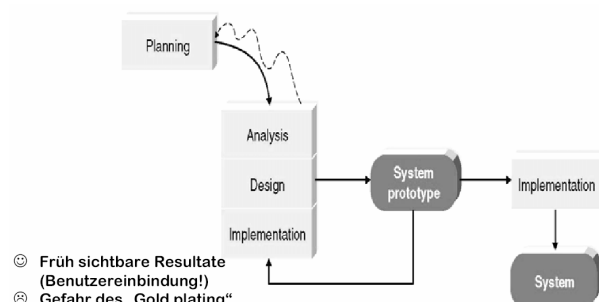 Planning
Analysis
Design
Implementation
System
prototype
Implementation
System
☺ Früh sichtbare Resultate
(Benutzereinbindung!)
☹ Gefahr des „Gold plating“